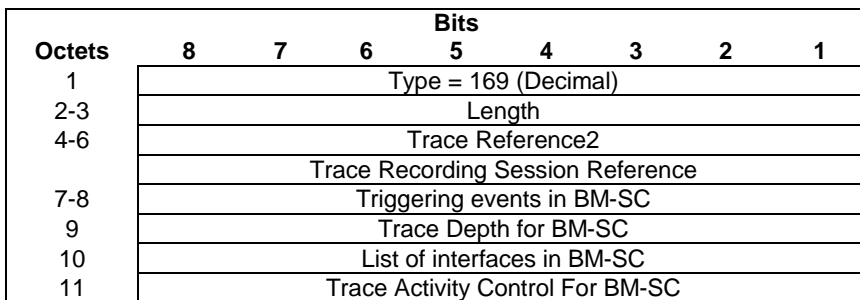 Bits
Octets 8 7 6 5 4 3 2 1
1 Type = 169 (Decimal)
2-3 Length
4-6 Trace Reference2
Trace Recording Session Reference
7-8 Triggering events in BM-SC
9 Trace Depth for BM-SC
10 List of interfaces in BM-SC
11 Trace Activity Control For BM-SC